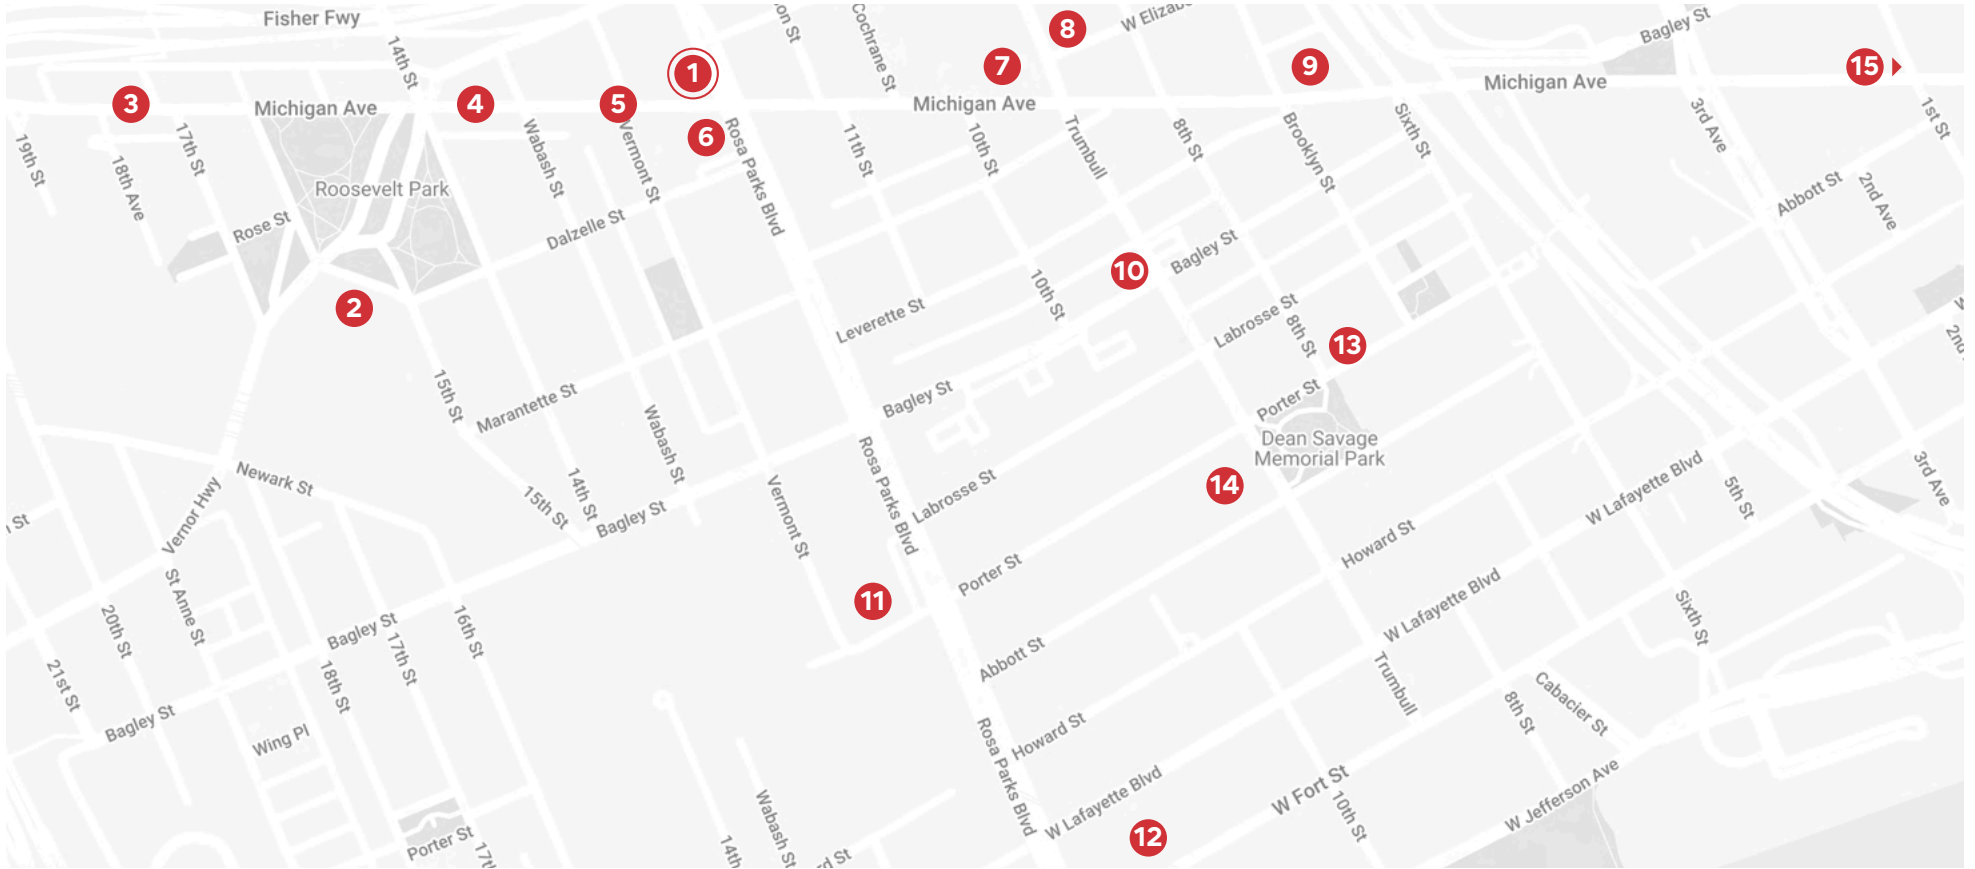 Fisher Fwy
14th St
on St
Cochrane St
8
W Elizab
Bagley St
1
7
9
15
3
Michigan Ave
4
5
Michigan Ave
Michigan Ave
6
19th St
18th Ave
17th St
Wabash St
Vermont St
Rosa Parks Blvd
11th St
10th St
Trumbull
8th St
Brooklyn St
Sixth St
3rd Ave
1st St
Roosevelt Park
Rose St
Dalzelle St
Abbott St
2nd Ave
10
Bagley St
2
10th St
Leverette St
Labrosse St
8th St
13
W
2nd
15th St
Marantette St
Bagley St
Porter St
Wabash St
Dean Savage
Memorial Park
Rosa Parks Blvd
Newark St
Vernor Hwy
15th St
14th St
Bagley St
Vermont St
Labrosse St
14
W Lafayette Blvd
5th St
3rd Ave
St
Howard St
Porter St
11
St Anne St
20th St
21st St
Bagley St
16th St
17th St
18th St
Abbott St
W Lafayette Blvd
Sixth St
Trumbull
Cabacier St
8th St
Bagley St
Wing Pl
Howard St
Rosa Parks Blvd
W Lafayette Blvd
12
W Fort St
10th St
W Jefferson Ave
Porter St
17t
14th
Wabash St
rd St